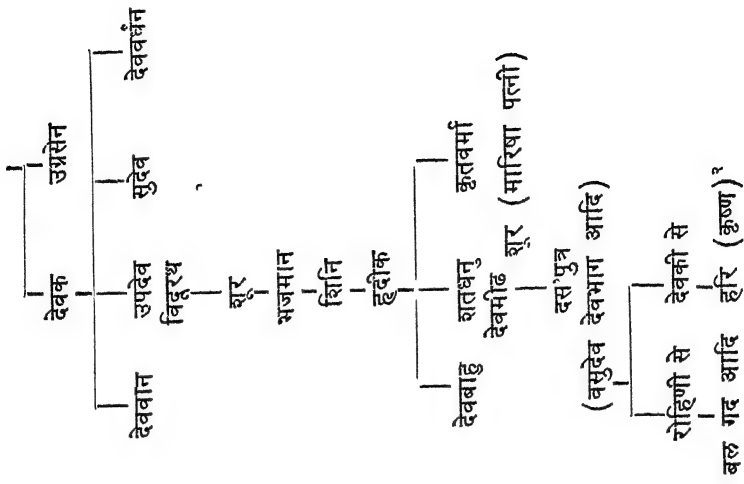 देवक उग्रसेन
देववान उपदेव सुदेव देववर्धन
विदूरथ
शूर
भजमान
शिनि
हृदीक
देवबाहु शतधनु कृतवर्मा
देवमीढ शूर (मारिषा पत्नी)
दस पुत्र
(वसुदेव देवभाग आदि)
रोहिणी से देवकी से
बल गद आदि हरि (कृष्ण)²